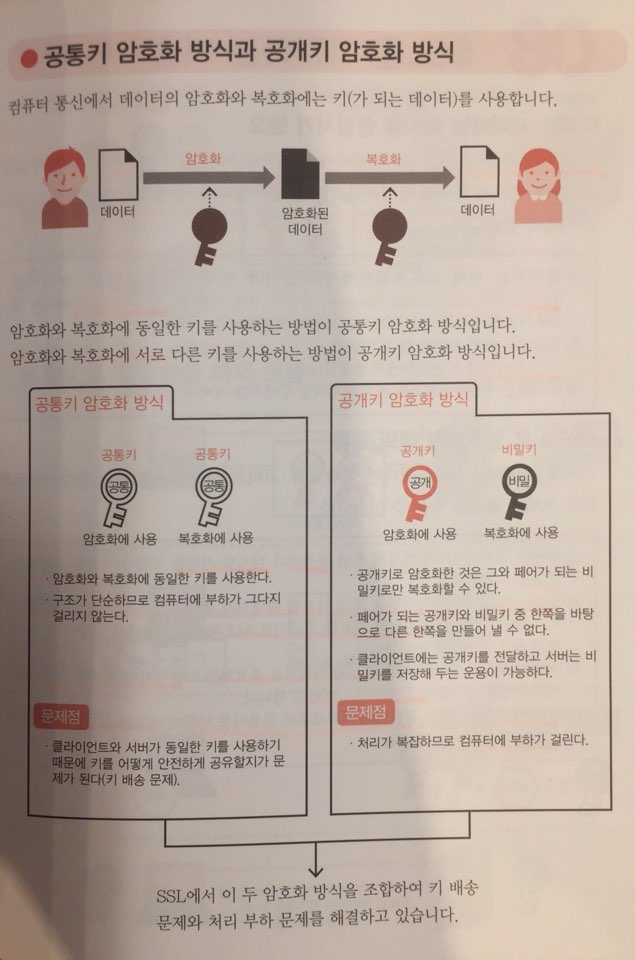 공통키 암호화 방식과 공개키 암호화 방식
컴퓨터 통신에서 데이터의 암호화와 복호화에는 키(가 되는 데이터)를 사용합니다.
암호화
복호화
데이터
암호화된
데이터
데이터
암호화와 복호화에 동일한 키를 사용하는 방법이 공통키 암호화 방식입니다.
암호화와 복호화에 서로 다른 키를 사용하는 방법이 공개키 암호화 방식입니다.
공통키 암호화 방식
공통키
공통키
공통
공통
암호화에 사용
복호화에 사용
· 암호화와 복호화에 동일한 키를 사용한다.
· 구조가 단순하므로 컴퓨터에 부하가 그다지
걸리지 않는다.
문제점
· 클라이언트와 서버가 동일한 키를 사용하기
때문에 키를 어떻게 안전하게 공유할지가 문
제가 된다(키 배송 문제).
공개키 암호화 방식
공개키
비밀키
공개
비밀
암호화에 사용
복호화에 사용
· 공개키로 암호화한 것은 그와 페어가 되는 비
밀키로만 복호화할 수 있다.
· 페어가 되는 공개키와 비밀키 중 한쪽을 바탕
으로 다른 한쪽을 만들어 낼 수 없다.
· 클라이언트에는 공개키를 전달하고 서버는 비
밀키를 저장해 두는 운용이 가능하다.
문제점
· 처리가 복잡하므로 컴퓨터에 부하가 걸린다.
SSL에서 이 두 암호화 방식을 조합하여 키 배송
문제와 처리 부하 문제를 해결하고 있습니다.